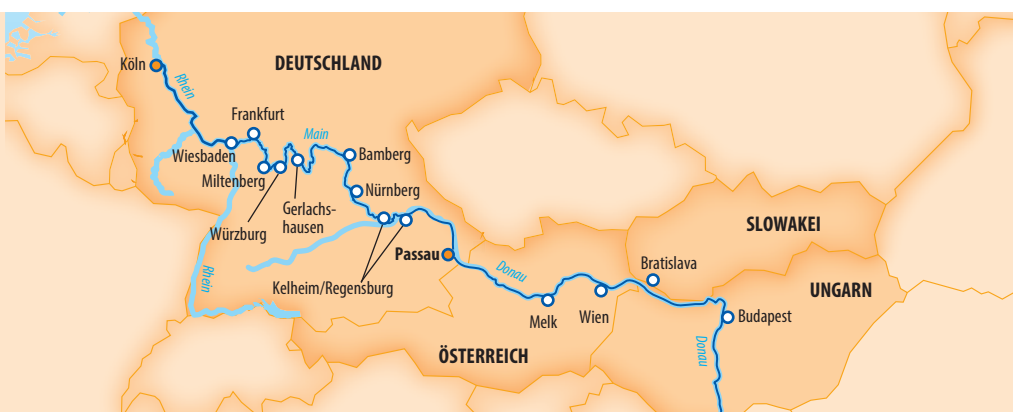 DEUTSCHLAND
Köln
Rhein
Frankfurt
Main
Wiesbaden
Bamberg
Miltenberg
Nürnberg
Gerlachs-
hausen
Würzburg
SLOWAKEI
Passau
Donau
Bratislava
Rhein
Kelheim/Regensburg
UNGARN
Melk
Wien
Budapest
Donau
ÖSTERREICH